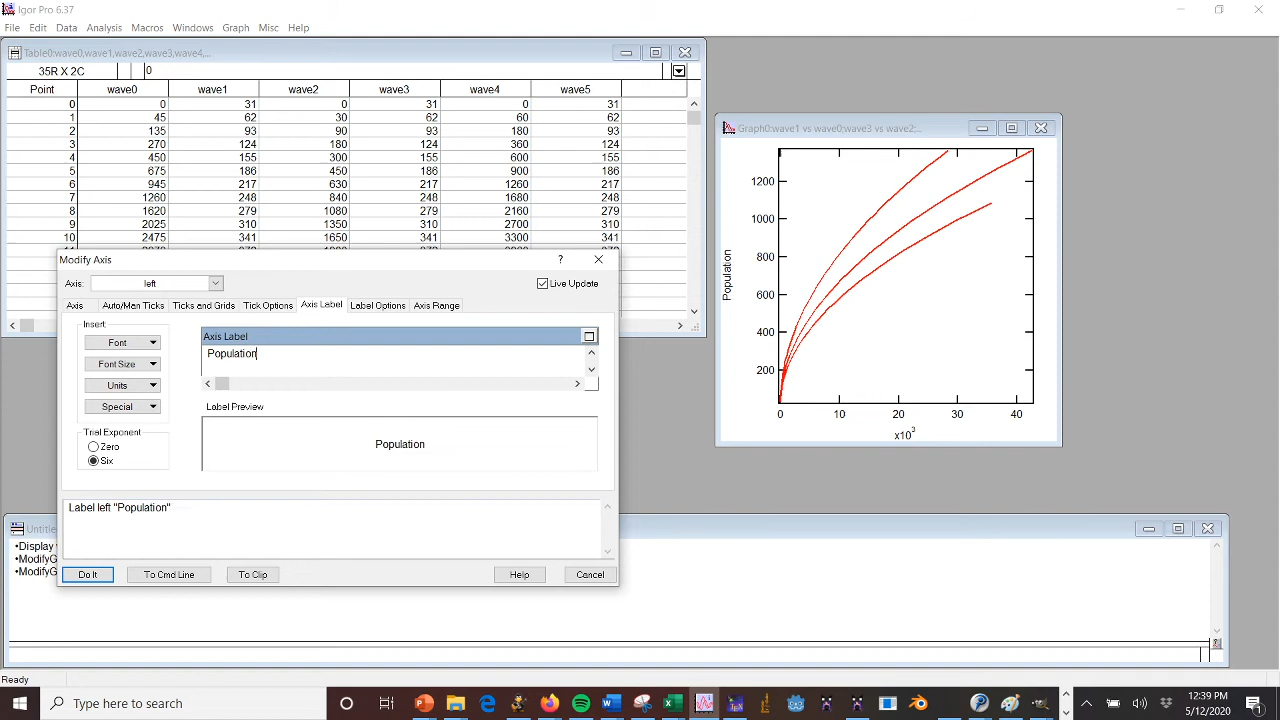 Igor Pro 6.37
File Edit Data Analysis Macros Windows Graph Misc Help
Table0:wave0,wave1,wave2,wave3,wave4,...
35R X 2C 0
Point wave0 wave1 wave2 wave3 wave4 wave5
0 0 31 0 31 0 31
1 45 62 30 62 60 62
2 135 93 90 93 180 93
3 270 124 180 124 360 124
4 450 155 300 155 600 155
5 675 186 450 186 900 186
6 945 217 630 217 1260 217
7 1260 248 840 248 1680 248
8 1620 279 1080 279 2160 279
9 2025 310 1350 310 2700 310
10 2475 341 1650 341 3300 341
Graph0:wave1 vs wave0;wave3 vs wave2;...
1200
1000
800
600
400
200
Population
0 10 20 30 40
x10³
Modify Axis ?
Axis: left Live Update
Axis Auto/Man Ticks Ticks and Grids Tick Options Axis Label Label Options Axis Range
Insert
Font
Font Size
Units
Special
Trial Exponent
Zero
Six
Axis Label
Population
Label Preview
Population
Label left "Population"
Do It To Cmd Line To Clip Help Cancel
Untitle
•Display
•ModifyG
•ModifyG
Ready
Type here to search
12:39 PM
5/12/2020